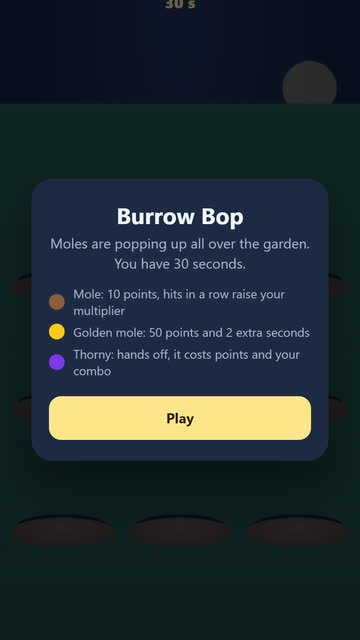 30 s
Burrow Bop
Moles are popping up all over the garden.
You have 30 seconds.
Mole: 10 points, hits in a row raise your
multiplier
Golden mole: 50 points and 2 extra seconds
Thorny: hands off, it costs points and your
combo
Play